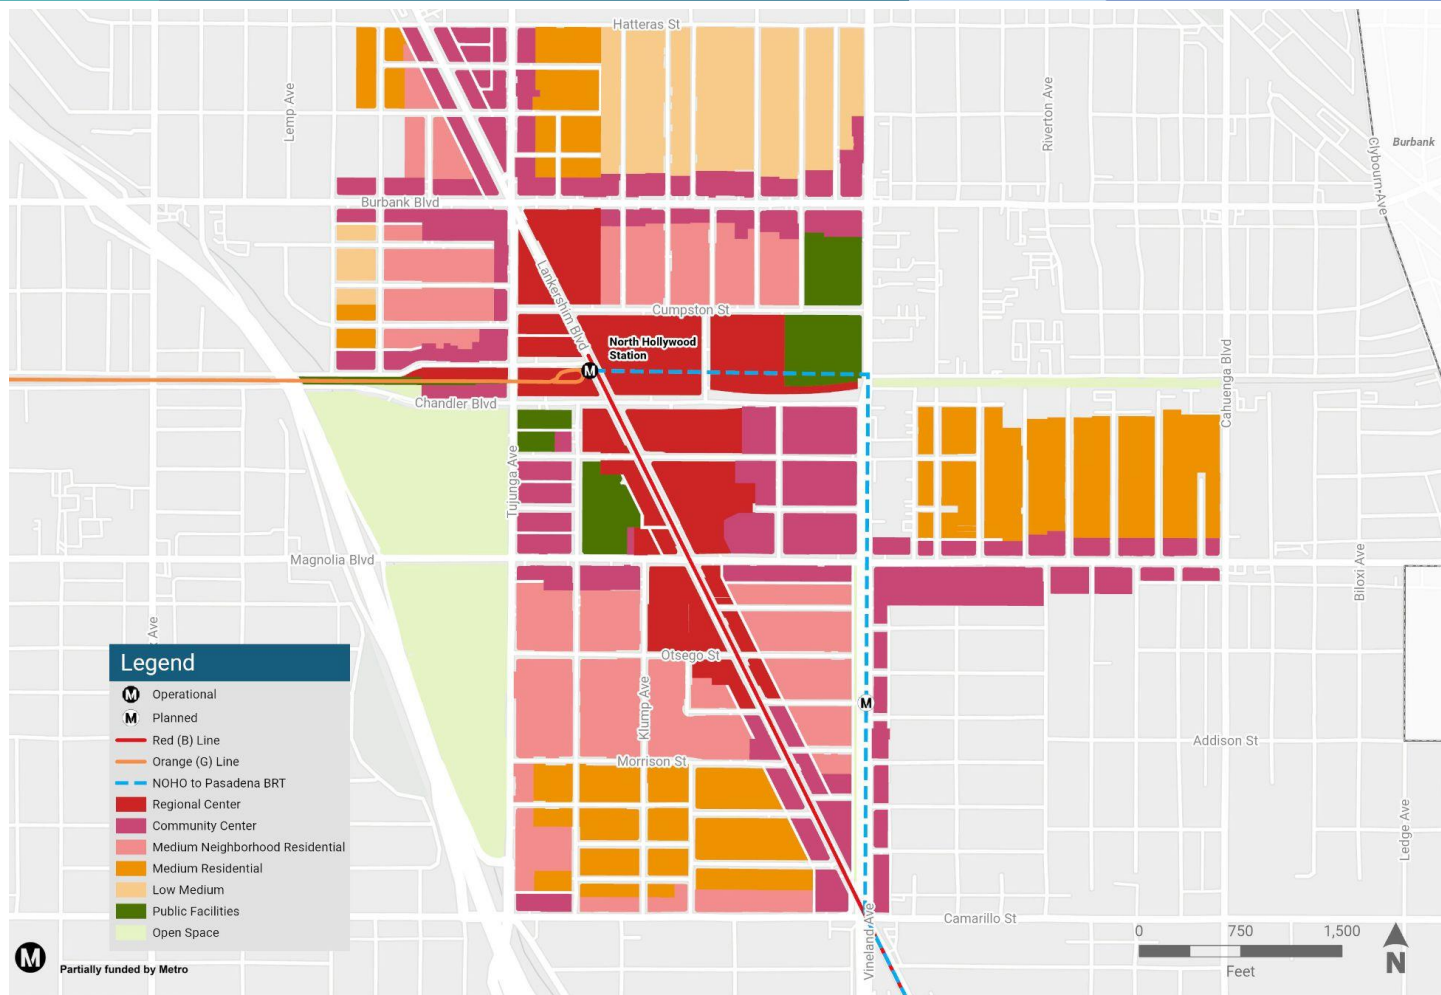 Hatteras St
Lemp Ave
Riverton Ave
Clybourn Ave
Burbank
Burbank Blvd
Lankershim Blvd
Cumpston St
North Hollywood
Station
M
Cahuenga Blvd
Chandler Blvd
Tujunga Ave
Magnolia Blvd
Biloxi Ave
Ave
Otsego St
Klump Ave
M
Addison St
Morrison St
Ledge Ave
Camarillo St
Vineland Ave
Legend
M Operational
M Planned
Red (B) Line
Orange (G) Line
NOHO to Pasadena BRT
Regional Center
Community Center
Medium Neighborhood Residential
Medium Residential
Low Medium
Public Facilities
Open Space
M Partially funded by Metro
0 750 1,500
Feet
N